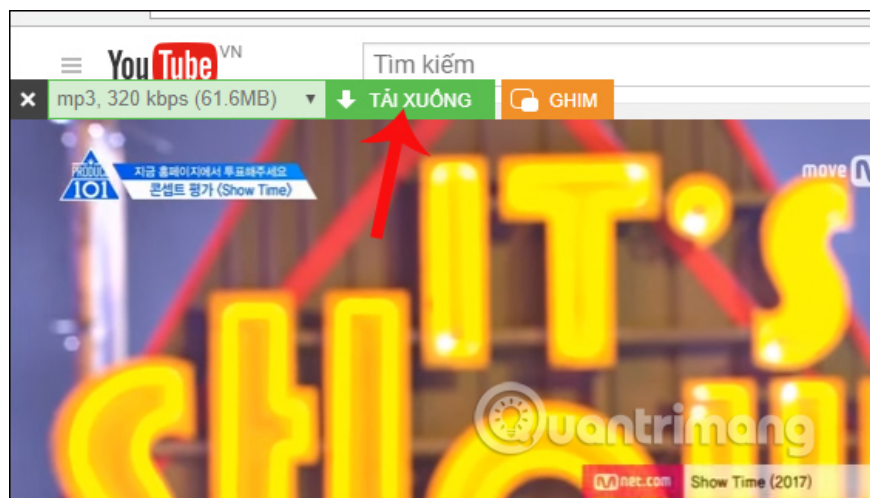 YouTube VN
Tìm kiếm
mp3, 320 kbps (61.6MB)
TẢI XUỐNG
GHIM
PRODUCE 101
지금 홈페이지에서 투표해주세요
콘셉트 평가 <Show Time>
move
IT'S
SHOW
Quantrimang
Mnet.com
Show Time (2017)